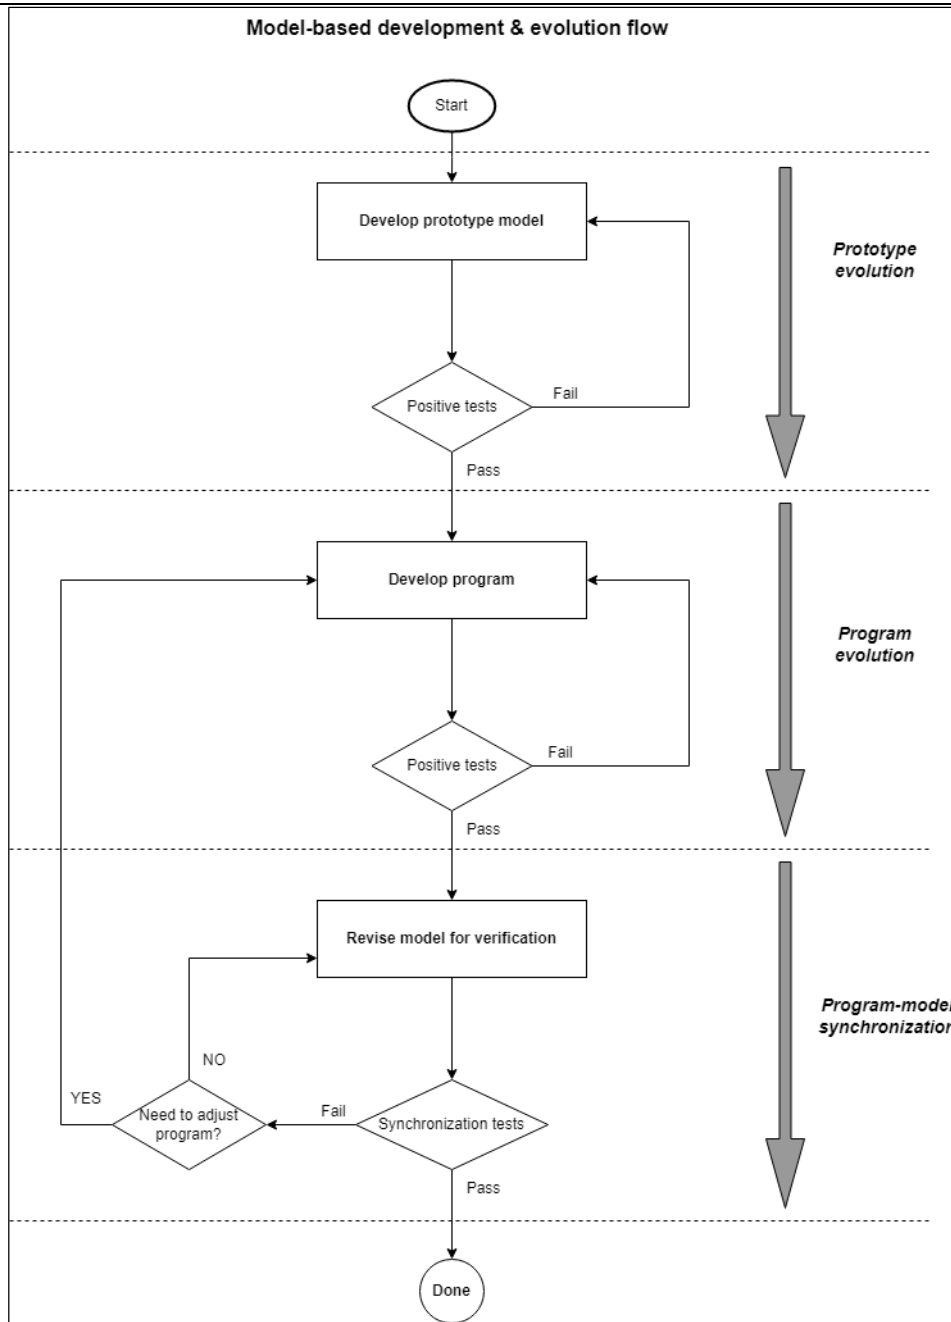 Model-based development & evolution flow
Start
Develop prototype model
Prototype
evolution
Positive tests
Fail
Pass
Develop program
Program
evolution
Positive tests
Fail
Pass
Revise model for verification
Program-model
synchronization
NO
YES
Need to adjust
program?
Fail
Synchronization tests
Pass
Done